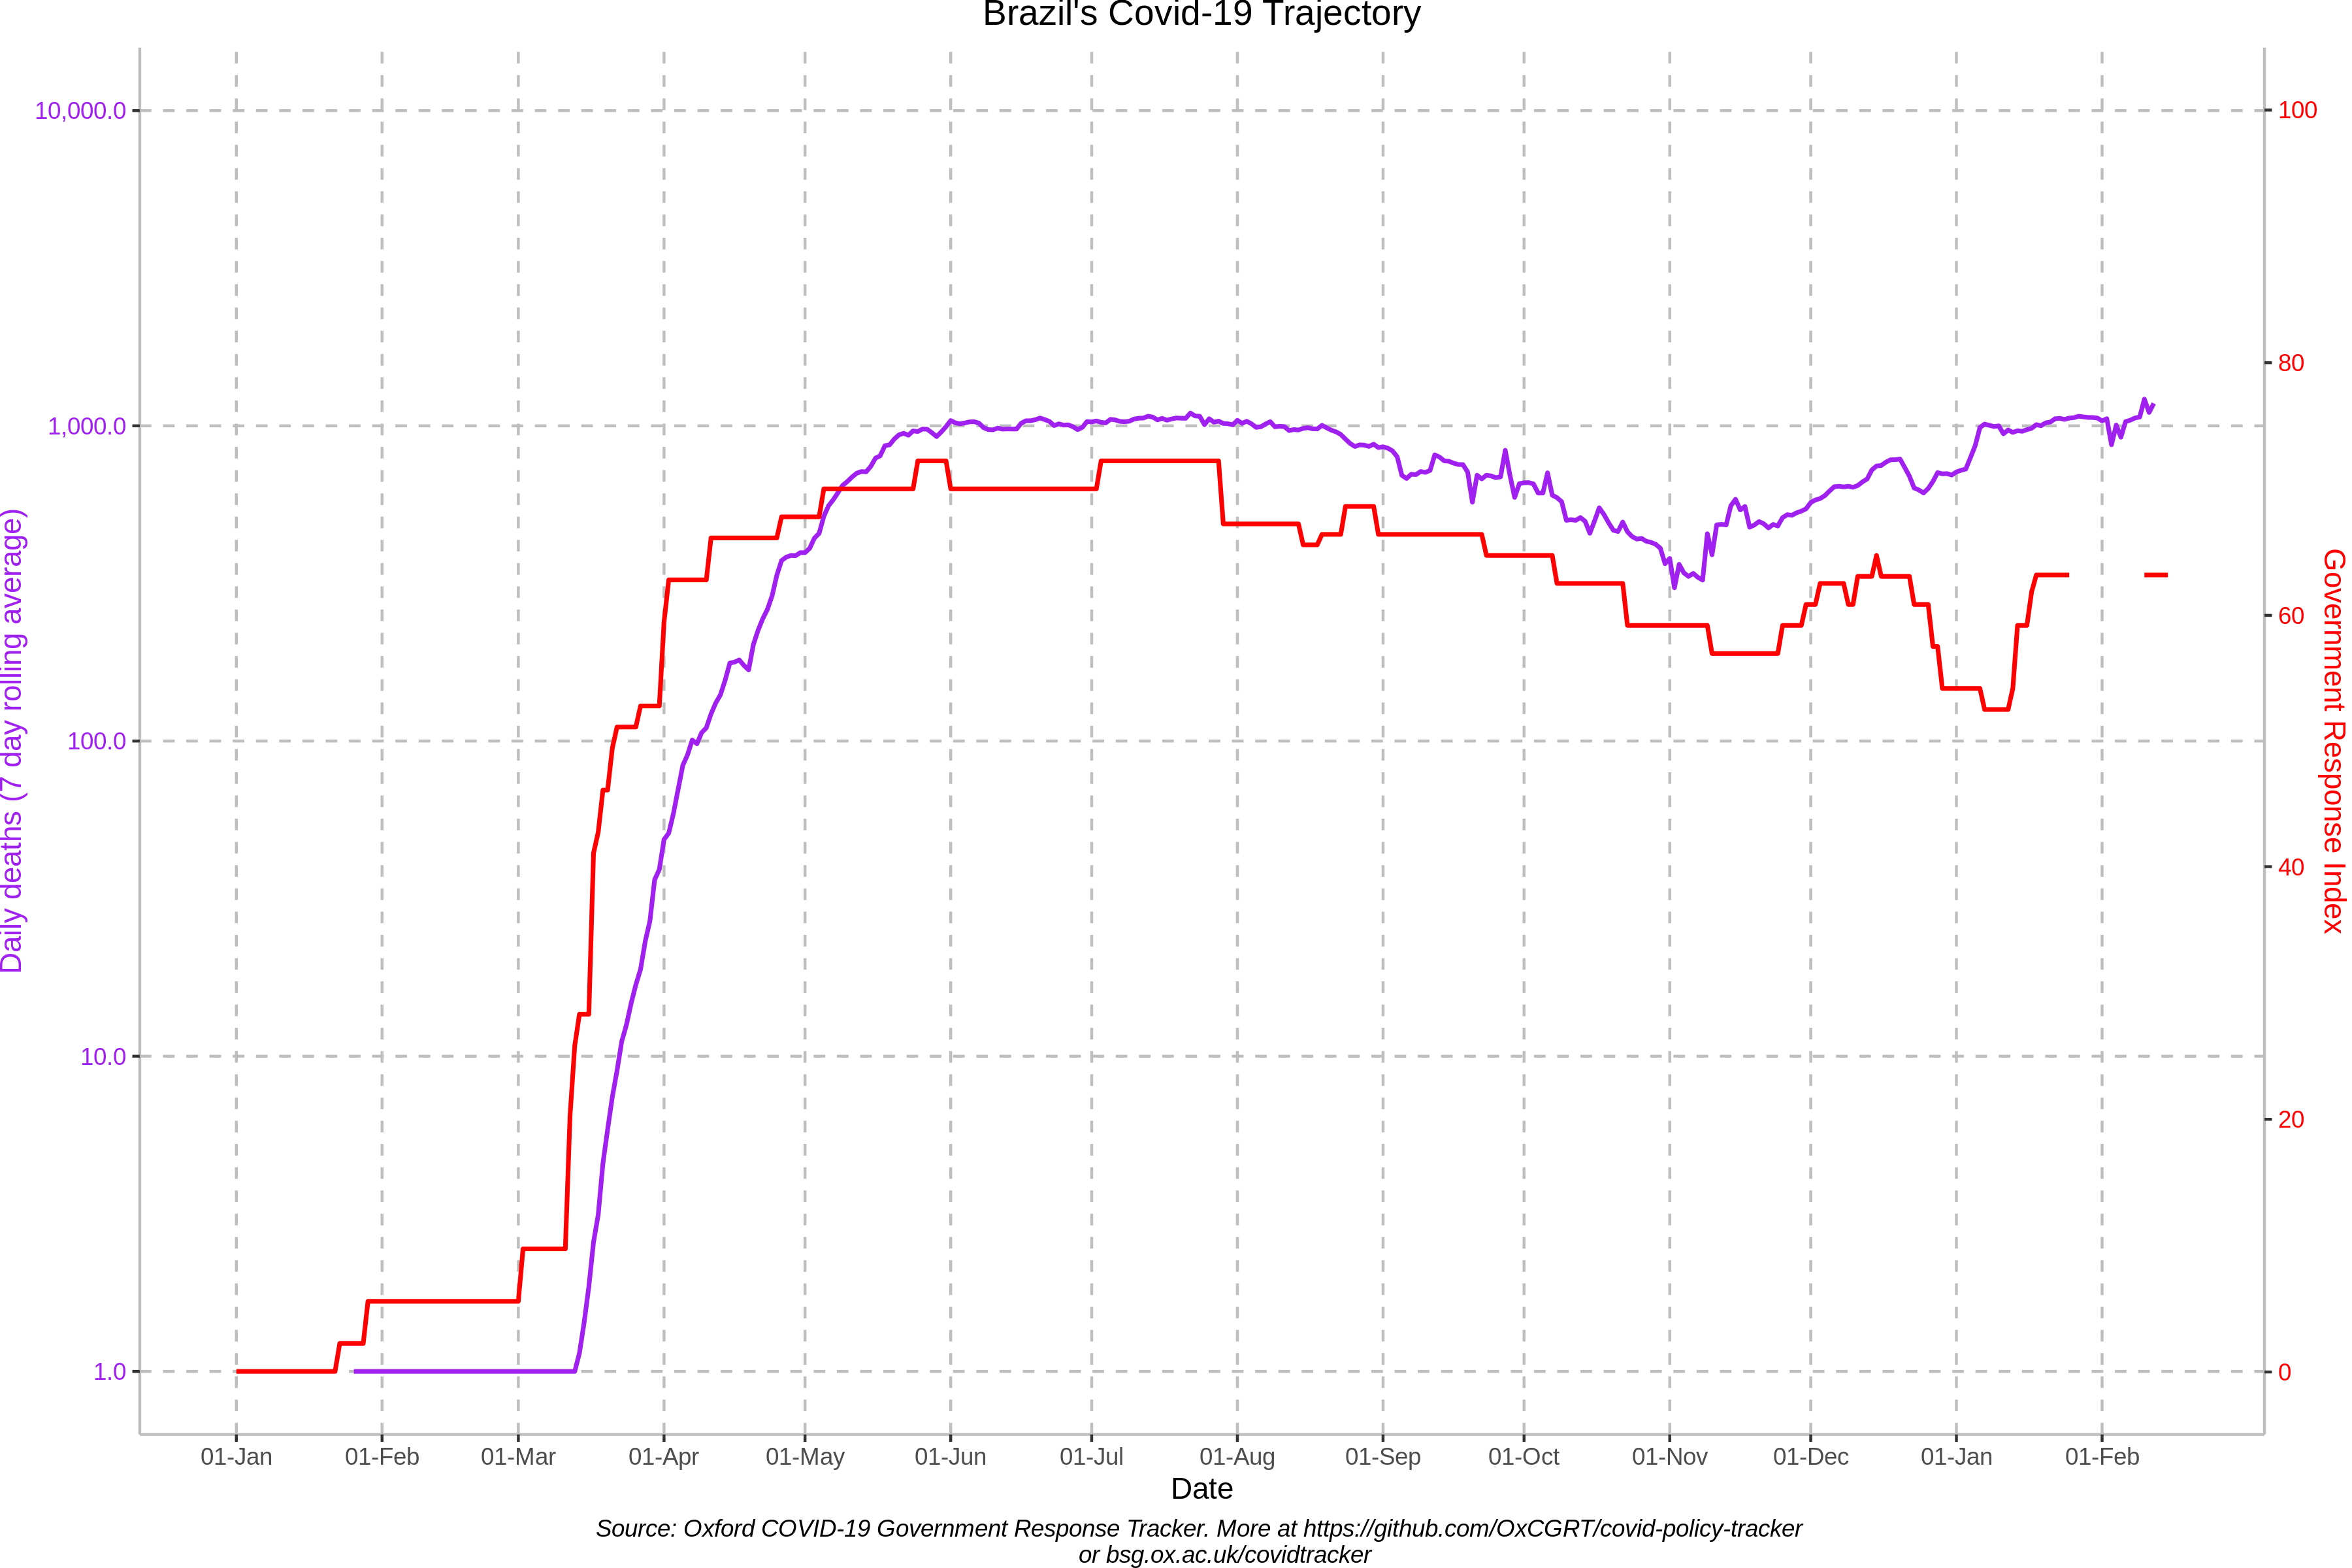 Brazil's Covid-19 Trajectory
10,000.0
1,000.0
100.0
10.0
1.0
Daily deaths (7 day rolling average)
100
80
60
40
20
0
Government Response Index
01-Jan
01-Feb
01-Mar
01-Apr
01-May
01-Jun
01-Jul
01-Aug
01-Sep
01-Oct
01-Nov
01-Dec
01-Jan
01-Feb
Date
Source: Oxford COVID-19 Government Response Tracker. More at https://github.com/OxCGRT/covid-policy-tracker
or bsg.ox.ac.uk/covidtracker